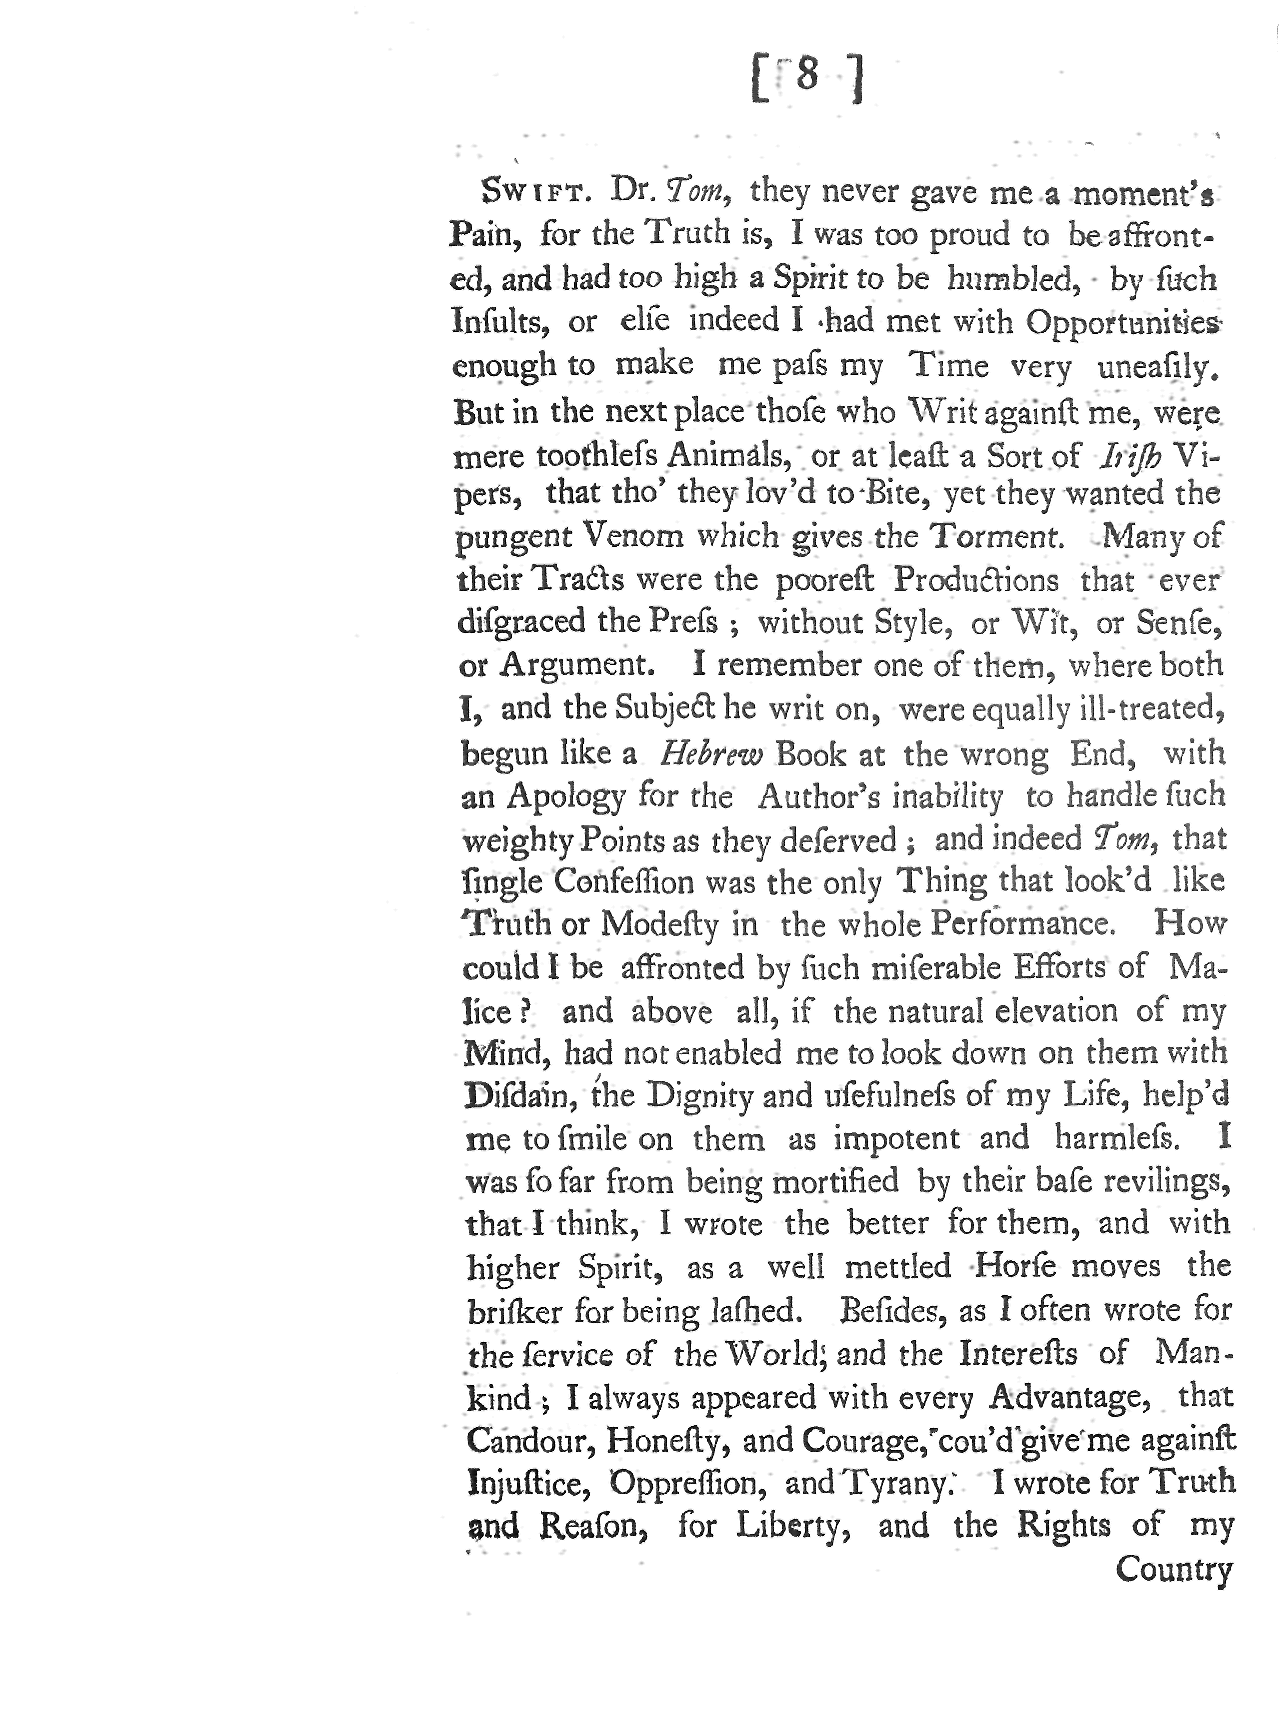 [ 8 ]
SWIFT. Dr. Tom, they never gave me a moment's
Pain, for the Truth is, I was too proud to be affront-
ed, and had too high a Spirit to be humbled, by ſuch
Inſults, or elſe indeed I had met with Opportunities
enough to make me paſs my Time very uneaſily.
But in the next place thoſe who Writ againſt me, were
mere toothleſs Animals, or at leaſt a Sort of Iriſh Vi-
pers, that tho' they lov'd to Bite, yet they wanted the
pungent Venom which gives the Torment. Many of
their Tracts were the pooreſt Productions that ever
diſgraced the Preſs ; without Style, or Wit, or Senſe,
or Argument. I remember one of them, where both
I, and the Subject he writ on, were equally ill-treated,
begun like a Hebrew Book at the wrong End, with
an Apology for the Author's inability to handle ſuch
weighty Points as they deſerved ; and indeed Tom, that
ſingle Confeſſion was the only Thing that look'd like
Truth or Modeſty in the whole Performance. How
could I be affronted by ſuch miſerable Efforts of Ma-
lice ? and above all, if the natural elevation of my
Mind, had not enabled me to look down on them with
Diſdain, the Dignity and uſefulneſs of my Life, help'd
me to ſmile on them as impotent and harmleſs. I
was ſo far from being mortified by their baſe revilings,
that I think, I wrote the better for them, and with
higher Spirit, as a well mettled Horſe moves the
briſker for being laſhed. Beſides, as I often wrote for
the ſervice of the World; and the Intereſts of Man-
kind ; I always appeared with every Advantage, that
Candour, Honeſty, and Courage, cou'd give me againſt
Injuſtice, Oppreſſion, and Tyrany. I wrote for Truth
and Reaſon, for Liberty, and the Rights of my
Country